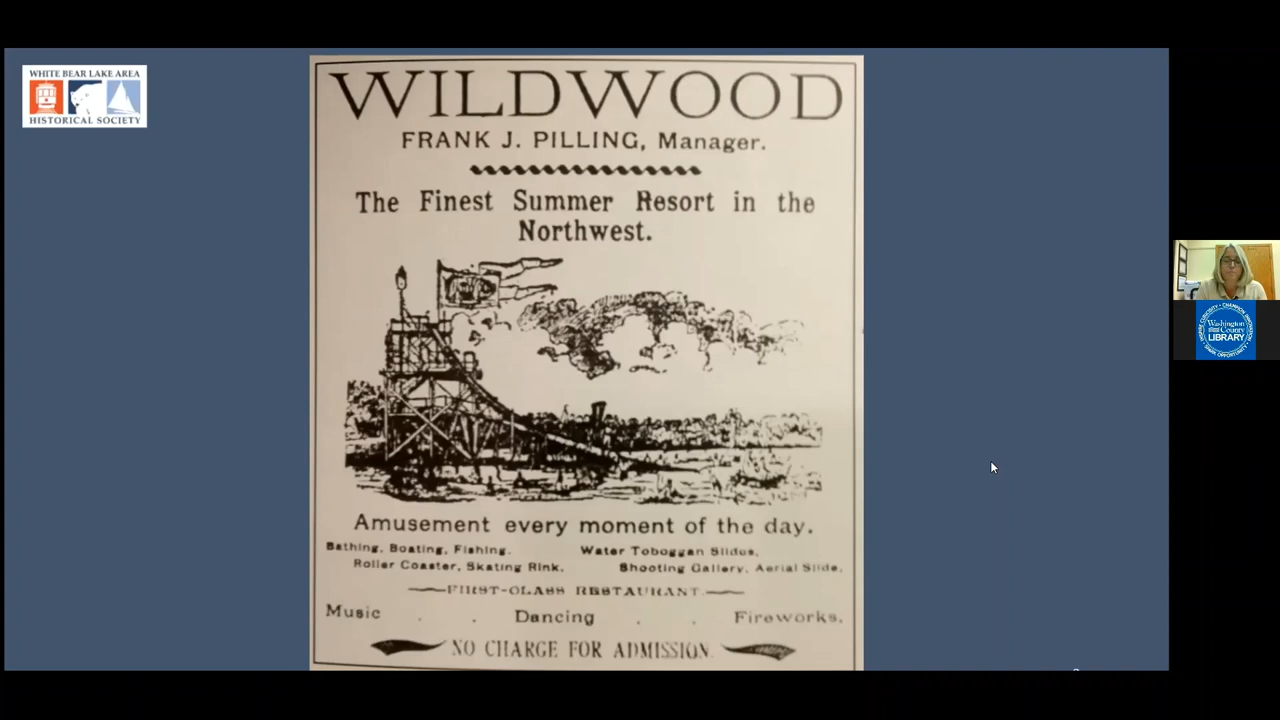 WHITE BEAR LAKE AREA
HISTORICAL SOCIETY
WILDWOOD
FRANK J. PILLING, Manager.
The Finest Summer Resort in the
Northwest.
Amusement every moment of the day.
Bathing, Boating, Fishing. Water Toboggan Slides,
Roller Coaster, Skating Rink, Shooting Gallery, Aerial Slide,
FIRST-CLASS RESTAURANT.
Music . . Dancing . . Fireworks.
NO CHARGE FOR ADMISSION.
Washington
County
LIBRARY